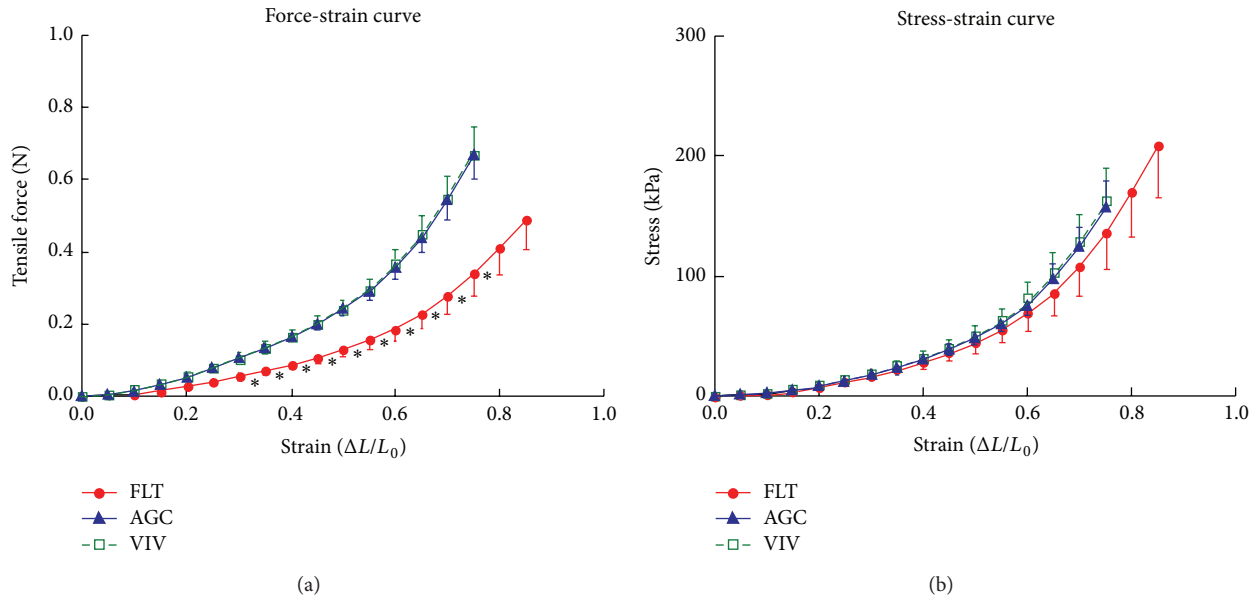 Force-strain curve
1.0
0.8
0.6
0.4
0.2
0.0
Tensile force (N)
* * * * * * * * * *
0.0 0.2 0.4 0.6 0.8 1.0
Strain (ΔL/L₀)
FLT
AGC
VIV
(a)
Stress-strain curve
300
200
100
0
Stress (kPa)
0.0 0.2 0.4 0.6 0.8 1.0
Strain (ΔL/L₀)
FLT
AGC
VIV
(b)